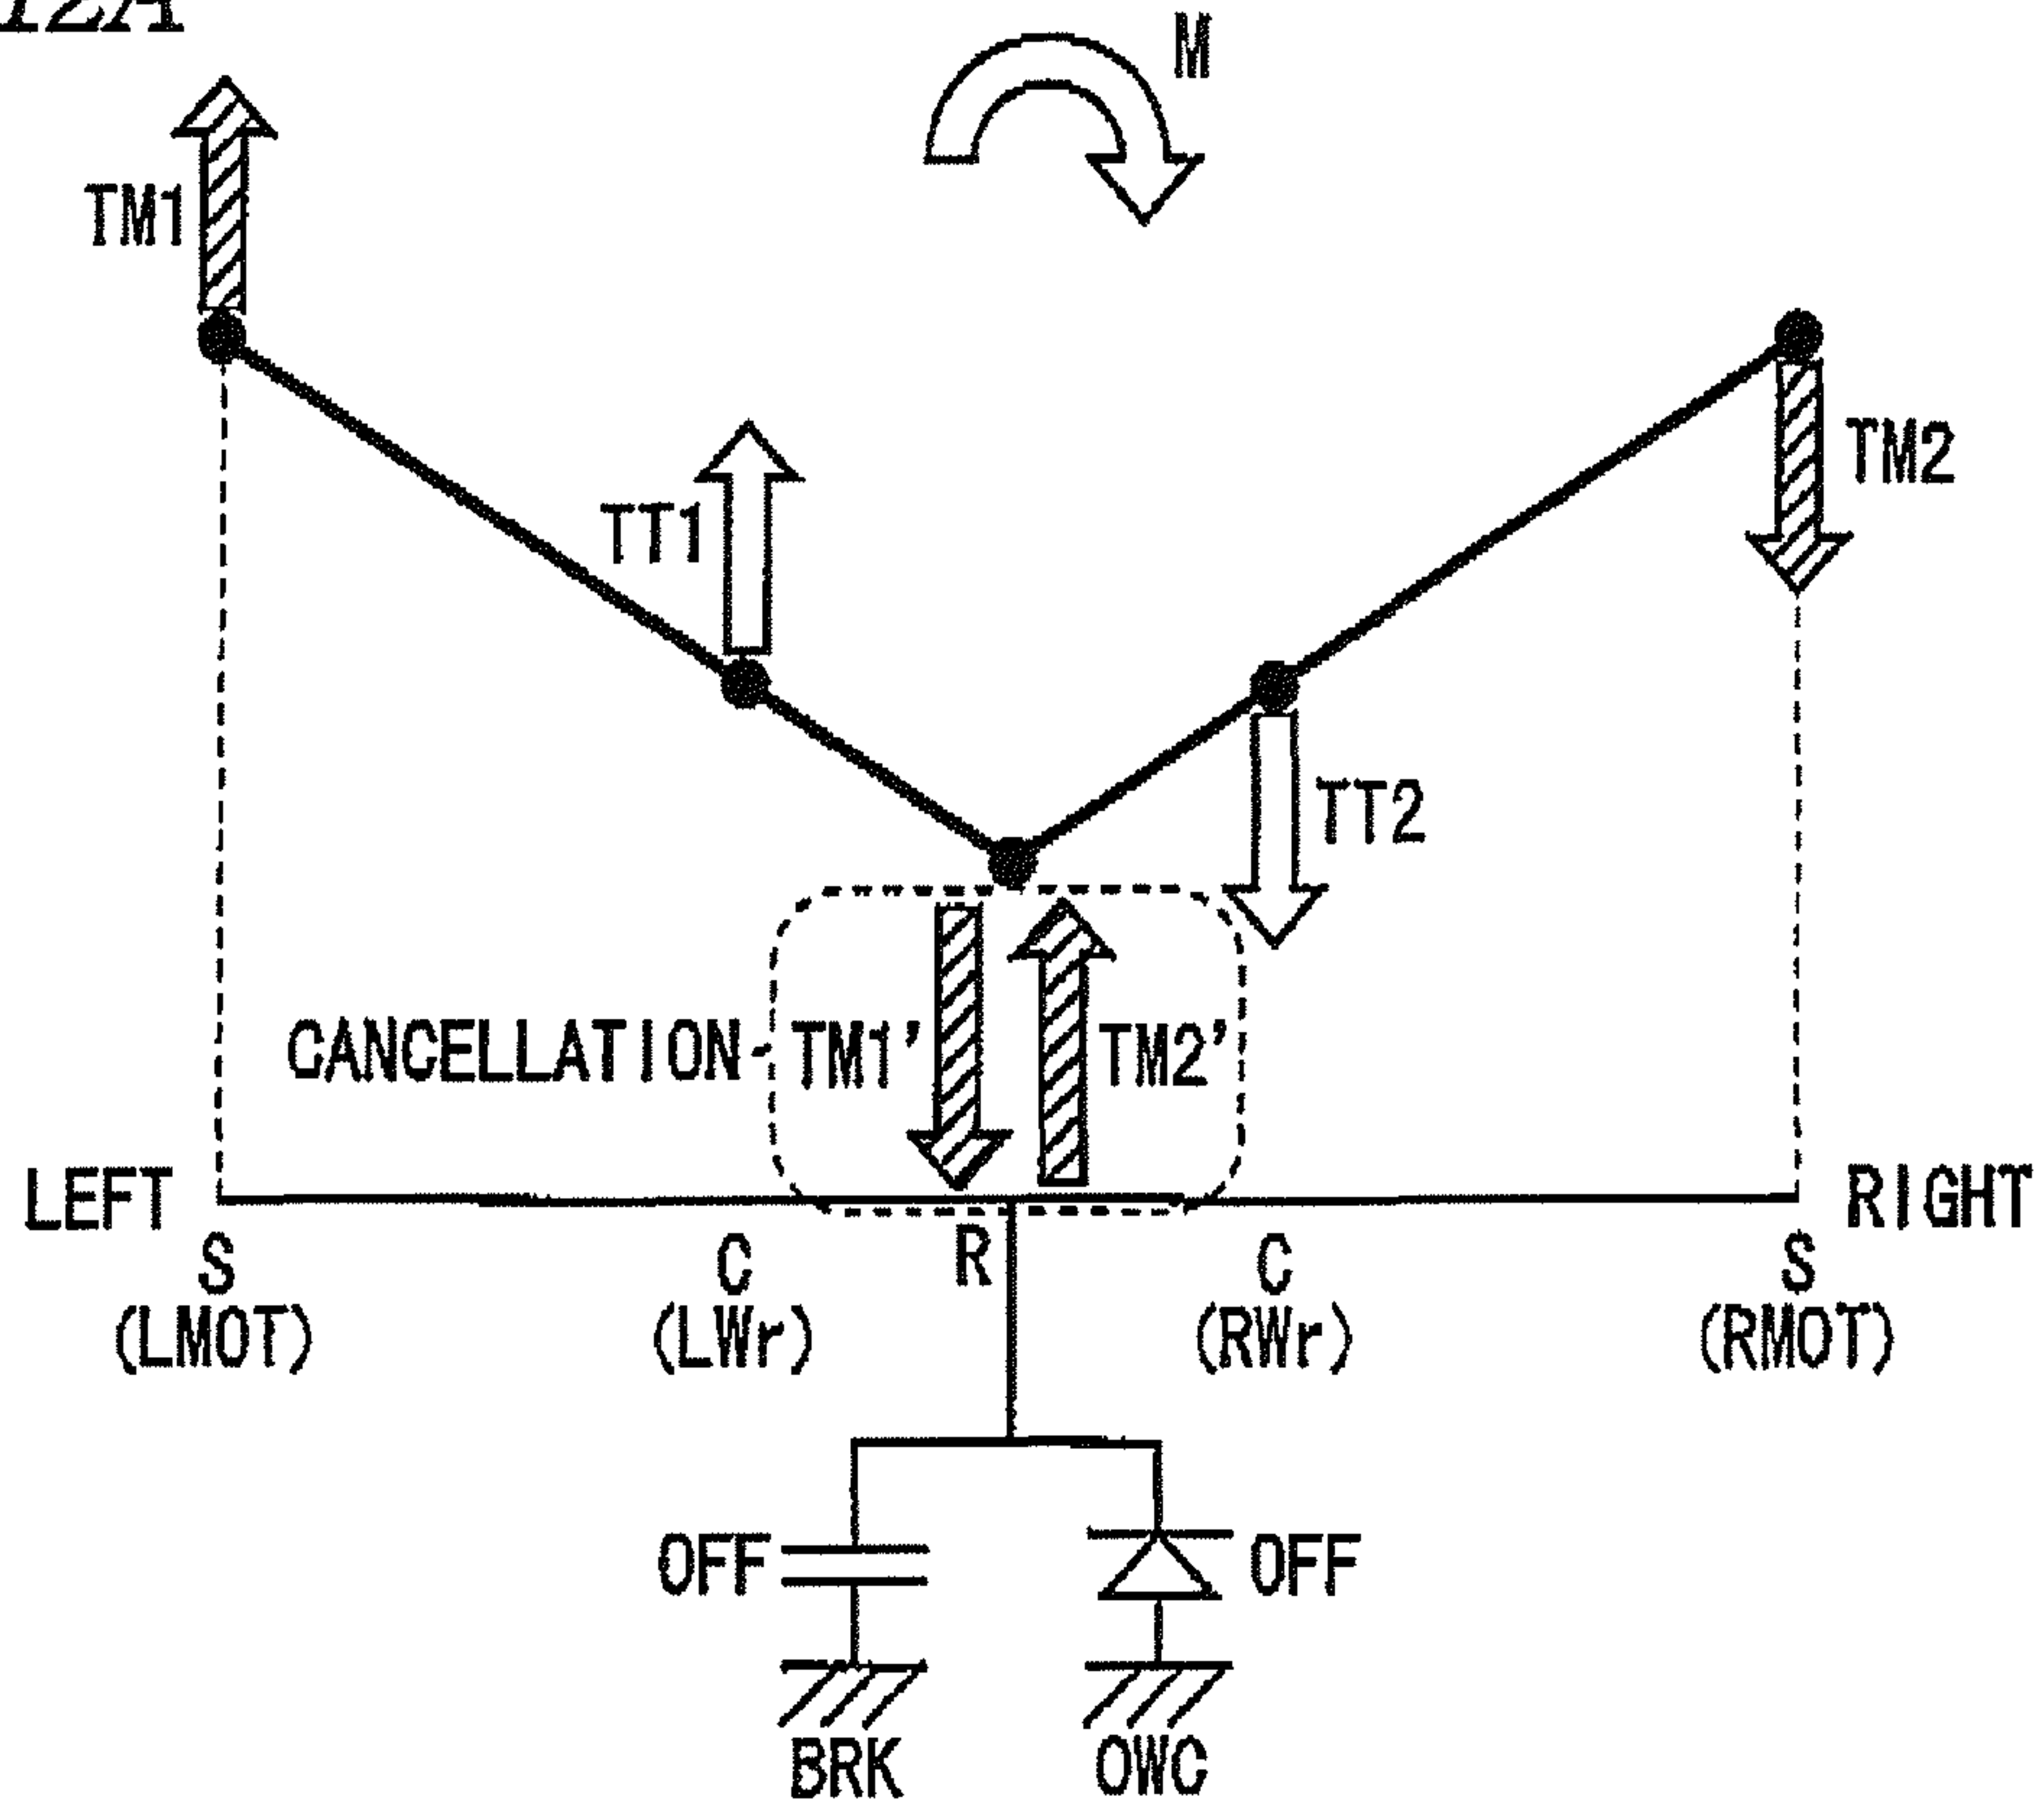 12A
M
TM1
TT1
TM2
TT2
CANCELLATION
TM1'
TM2'
LEFT
RIGHT
S
C
R
C
S
(LMOT)
(LWr)
(RWr)
(RMOT)
OFF
OFF
BRK
OWC